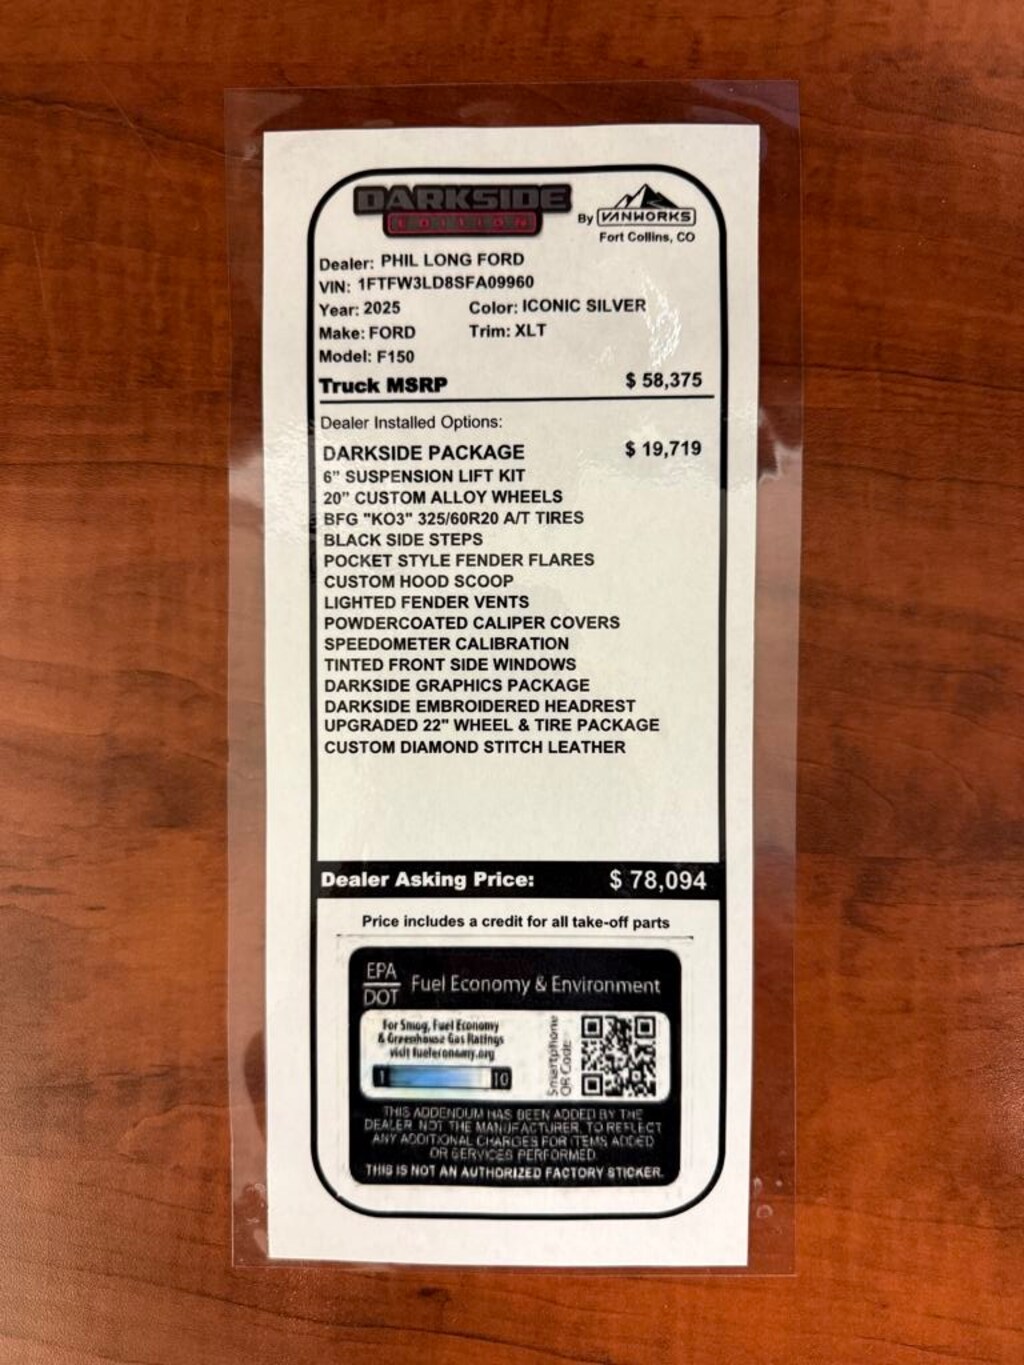 DARKSIDE
EDITION
By VANWORKS
Fort Collins, CO
Dealer: PHIL LONG FORD
VIN: 1FTFW3LD8SFA09960
Year: 2025 Color: ICONIC SILVER
Make: FORD Trim: XLT
Model: F150
Truck MSRP $ 58,375
Dealer Installed Options:
DARKSIDE PACKAGE $ 19,719
6" SUSPENSION LIFT KIT
20" CUSTOM ALLOY WHEELS
BFG "KO3" 325/60R20 A/T TIRES
BLACK SIDE STEPS
POCKET STYLE FENDER FLARES
CUSTOM HOOD SCOOP
LIGHTED FENDER VENTS
POWDERCOATED CALIPER COVERS
SPEEDOMETER CALIBRATION
TINTED FRONT SIDE WINDOWS
DARKSIDE GRAPHICS PACKAGE
DARKSIDE EMBROIDERED HEADREST
UPGRADED 22" WHEEL & TIRE PACKAGE
CUSTOM DIAMOND STITCH LEATHER
Dealer Asking Price: $ 78,094
Price includes a credit for all take-off parts
EPA
DOT
Fuel Economy & Environment
For Smog, Fuel Economy
& Greenhouse Gas Ratings
visit fueleconomy.org
1 10
Smartphone
QR Code
THIS ADDENDUM HAS BEEN ADDED BY THE
DEALER, NOT THE MANUFACTURER, TO REFLECT
ANY ADDITIONAL CHARGES FOR ITEMS ADDED
OR SERVICES PERFORMED.
THIS IS NOT AN AUTHORIZED FACTORY STICKER.